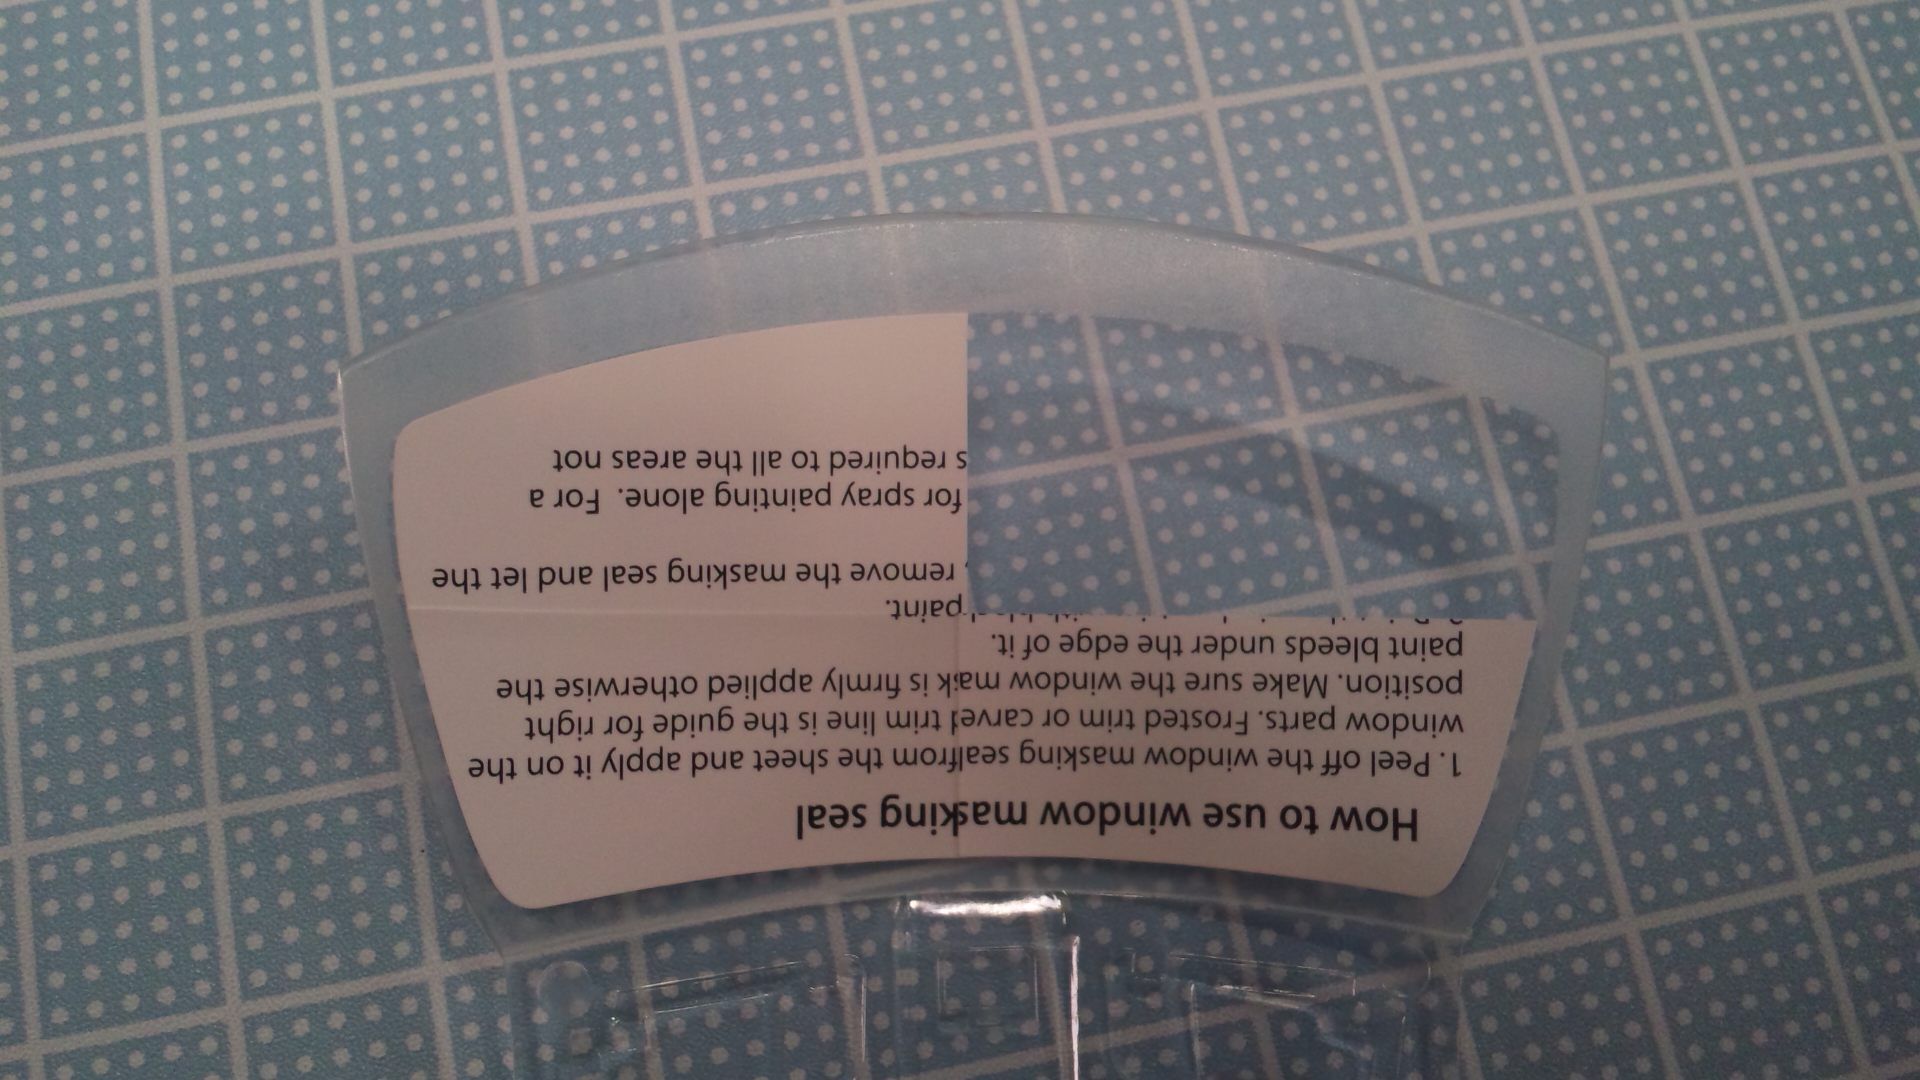 How to use window masking seal
1. Peel off the window masking seal from the sheet and apply it on the
window parts. Frosted trim or carved trim line is the guide for right
position. Make sure the window mask is firmly applied otherwise the
paint bleeds under the edge of it.
paint.
, remove the masking seal and let the
for spray painting alone. For a
s required to all the areas not